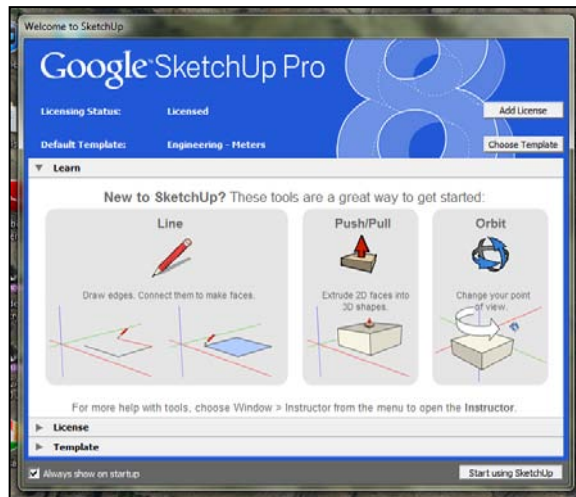 Welcome to SketchUp
Google SketchUp Pro
8
Licensing Status: Licensed Add License
Default Template: Engineering - Meters Choose Template
Learn
New to SketchUp? These tools are a great way to get started:
Line Push/Pull Orbit
Draw edges. Connect them to make faces. Extrude 2D faces into Change your point
3D shapes. of view.
For more help with tools, choose Window > Instructor from the menu to open the Instructor.
License
Template
Always show on startup Start using SketchUp